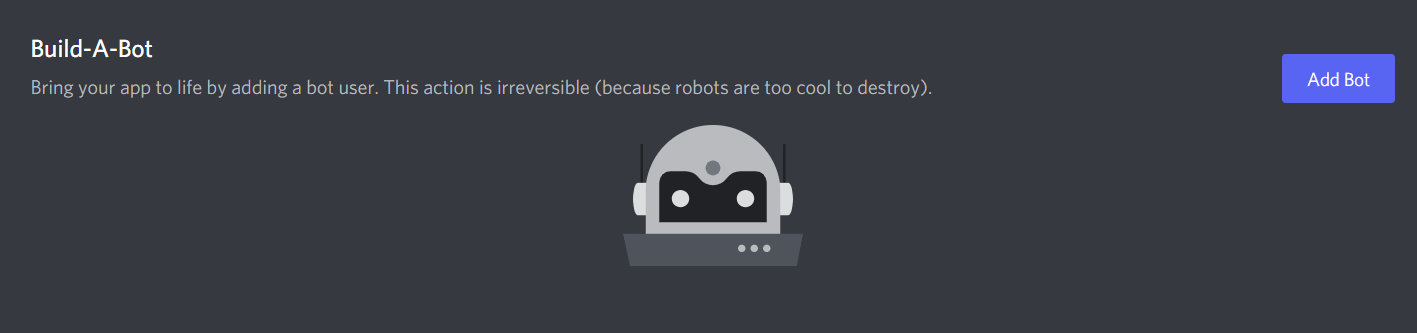 Build-A-Bot
Bring your app to life by adding a bot user. This action is irreversible (because robots are too cool to destroy).
Add Bot